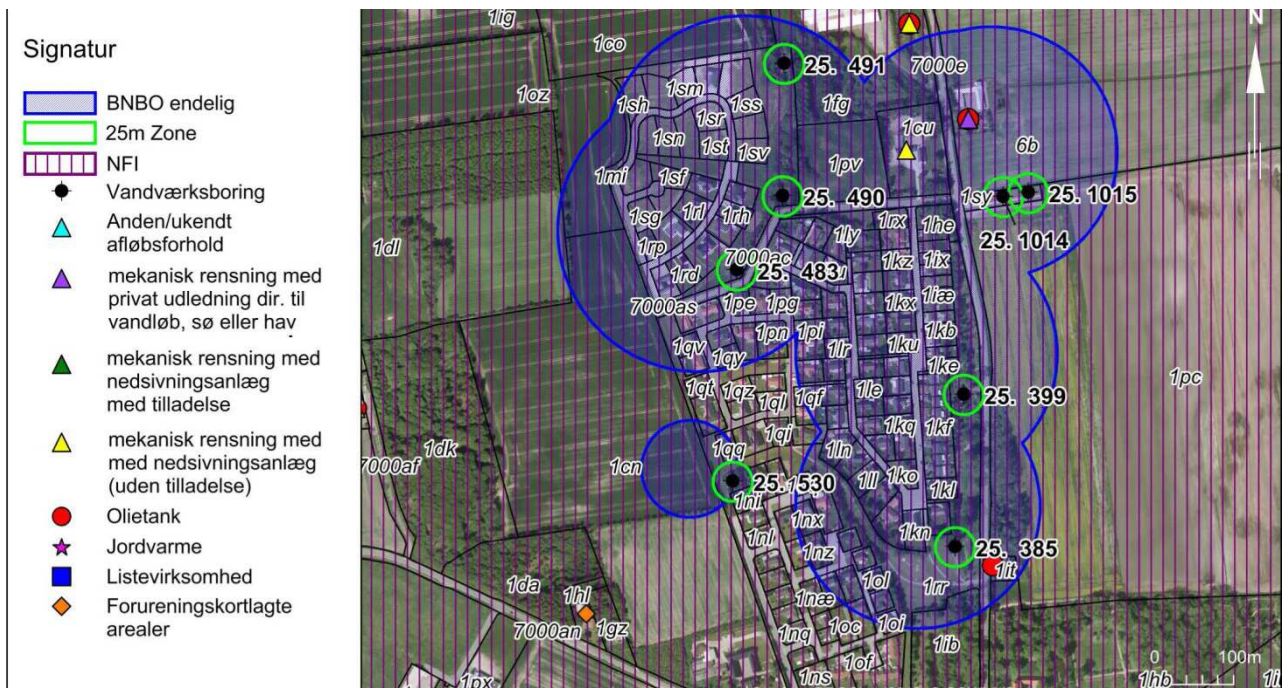 Signatur
BNBO endelig
25m Zone
NFI
Vandværksboring
Anden/ukendt
afløbsforhold
mekanisk rensning med
privat udledning dir. til
vandløb, sø eller hav
mekanisk rensning med
nedsivningsanlæg
med tilladelse
mekanisk rensning med
med nedsivningsanlæg
(uden tilladelse)
Olietank
Jordvarme
Listevirksomhed
Forureningskortlagte
arealer
1ig
1co
N
7000e
25. 491
1sm
1oz
1sh
1ss
1fg
1sr
1sn
1st
1cu
1sv
6b
1mi
1sf
1pv
1sg
1rl
1rh
25. 490
1sy
25. 1015
1rx
1he
1rp
1ly
25. 1014
1dl
7000ac
1rd
25. 483
1kz
1ix
7000as
1pe
1pg
1kx
1iæ
1pn
1pi
1kb
1qv
1qy
1lr
1ku
1ke
1pc
1qt
1qz
1ql
1qf
1le
25. 399
1dk
1qi
1kq
1kf
7000af
1cn
1qq
1ln
25. 530
1ll
1ko
1kl
1ni
1nx
1kn
1nl
1nz
25. 385
1lt
1da
1hl
1næ
1ol
1rr
7000an
1gz
1nq
1oc
1oi
1ib
1of
0 100m
1px
1ns
1hb